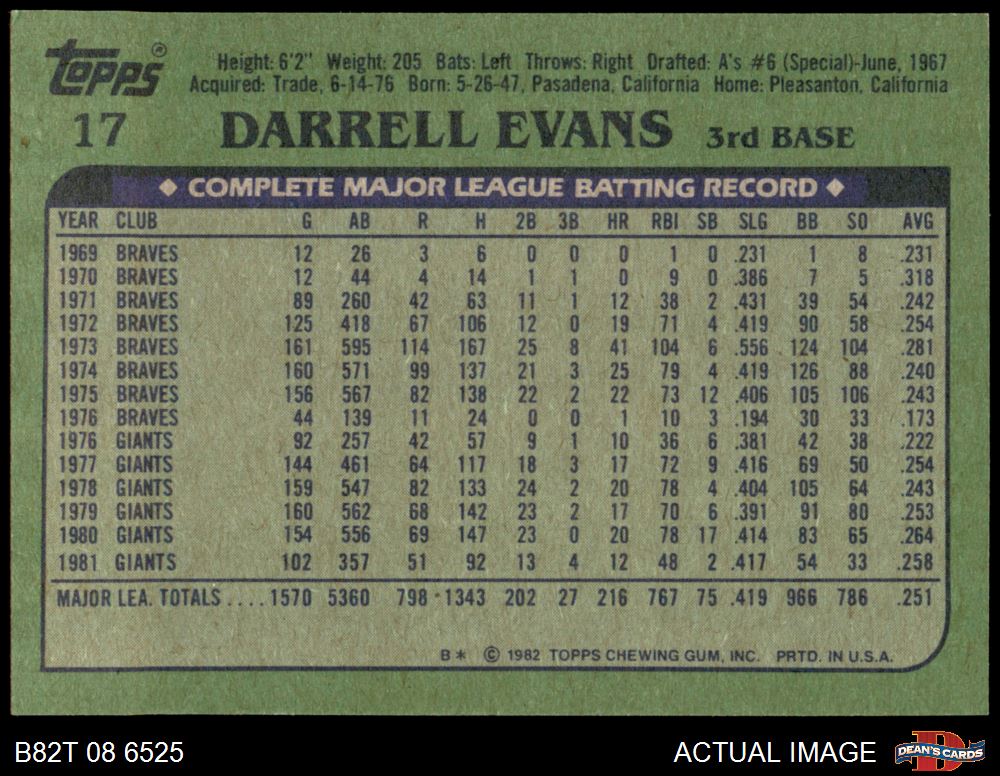 Topps®
Height: 6'2" Weight: 205 Bats: Left Throws: Right Drafted: A's #6 (Special)-June, 1967
Acquired: Trade, 6-14-76 Born: 5-26-47, Pasadena, California Home: Pleasanton, California
17 DARRELL EVANS 3rd BASE
◆ COMPLETE MAJOR LEAGUE BATTING RECORD ◆
YEAR CLUB G AB R H 2B 3B HR RBI SB SLG BB SO AVG
1969 BRAVES 12 26 3 6 0 0 0 1 0 .231 1 8 .231
1970 BRAVES 12 44 4 14 1 1 0 9 0 .386 7 5 .318
1971 BRAVES 89 260 42 63 11 1 12 38 2 .431 39 54 .242
1972 BRAVES 125 418 67 106 12 0 19 71 4 .419 90 58 .254
1973 BRAVES 161 595 114 167 25 8 41 104 6 .556 124 104 .281
1974 BRAVES 160 571 99 137 21 3 25 79 4 .419 126 88 .240
1975 BRAVES 156 567 82 138 22 2 22 73 12 .406 105 106 .243
1976 BRAVES 44 139 11 24 0 0 1 10 3 .194 30 33 .173
1976 GIANTS 92 257 42 57 9 1 10 36 6 .381 42 38 .222
1977 GIANTS 144 461 64 117 18 3 17 72 9 .416 69 50 .254
1978 GIANTS 159 547 82 133 24 2 20 78 4 .404 105 64 .243
1979 GIANTS 160 562 68 142 23 2 17 70 6 .391 91 80 .253
1980 GIANTS 154 556 69 147 23 0 20 78 17 .414 83 65 .264
1981 GIANTS 102 357 51 92 13 4 12 48 2 .417 54 33 .258
MAJOR LEA. TOTALS .... 1570 5360 798 1343 202 27 216 767 75 .419 966 786 .251
B* © 1982 TOPPS CHEWING GUM, INC. PRTD. IN U.S.A.
B82T 08 6525 ACTUAL IMAGE DEAN'S CARDS